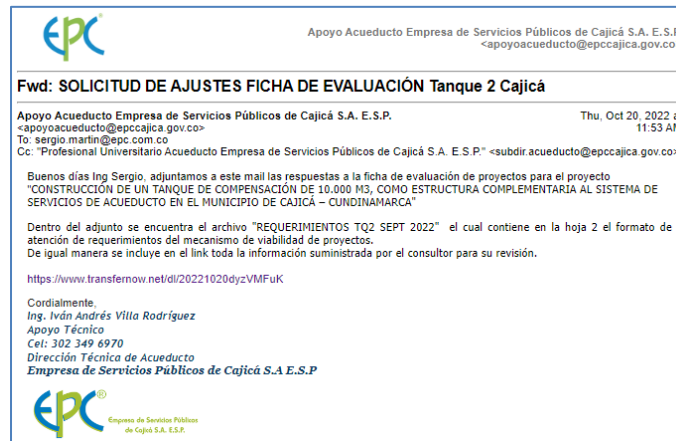 EPC
Apoyo Acueducto Empresa de Servicios Públicos de Cajicá S.A. E.S.P
<apoyoacueducto@epccajica.gov.co
Fwd: SOLICITUD DE AJUSTES FICHA DE EVALUACIÓN Tanque 2 Cajicá
Apoyo Acueducto Empresa de Servicios Públicos de Cajicá S.A. E.S.P.
Thu, Oct 20, 2022 a
<apoyoacueducto@epccajica.gov.co>
11:53 AM
To: sergio.martin@epc.com.co
Cc: "Profesional Universitario Acueducto Empresa de Servicios Públicos de Cajicá S.A. E.S.P." <subdir.acueducto@epccajica.gov.co>
Buenos días Ing Sergio, adjuntamos a este mail las respuestas a la ficha de evaluación de proyectos para el proyecto
"CONSTRUCCIÓN DE UN TANQUE DE COMPENSACIÓN DE 10.000 M3, COMO ESTRUCTURA COMPLEMENTARIA AL SISTEMA DE
SERVICIOS DE ACUEDUCTO EN EL MUNICIPIO DE CAJICÁ – CUNDINAMARCA"
Dentro del adjunto se encuentra el archivo "REQUERIMIENTOS TQ2 SEPT 2022" el cual contiene en la hoja 2 el formato de
atención de requerimientos del mecanismo de viabilidad de proyectos.
De igual manera se incluye en el link toda la información suministrada por el consultor para su revisión.
https://www.transfernow.net/dl/20221020dyzVMFuK
Cordialmente,
Ing. Iván Andrés Villa Rodríguez
Apoyo Técnico
Cel: 302 349 6970
Dirección Técnica de Acueducto
Empresa de Servicios Públicos de Cajicá S.A E.S.P
EPC®
Empresa de Servicios Públicos
de Cajicá S.A. E.S.P.